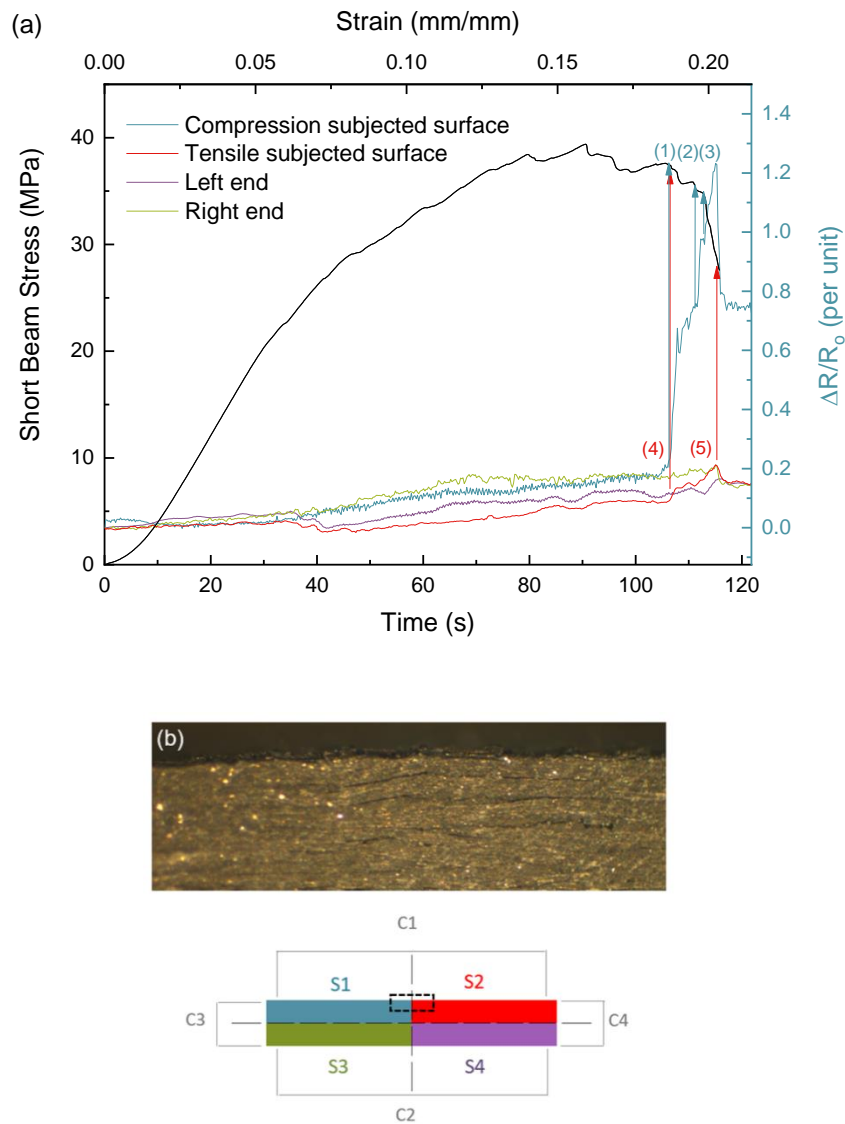 (a)
Strain (mm/mm)
0.00 0.05 0.10 0.15 0.20
Compression subjected surface
Tensile subjected surface
Left end
Right end
(1) (2) (3)
(4) (5)
Short Beam Stress (MPa)
40
30
20
10
0
1.4
1.2
1.0
0.8
0.6
0.4
0.2
0.0
ΔR/Ro (per unit)
0 20 40 60 80 100 120
Time (s)
(b)
C1
S1 S2
C3 C4
S3 S4
C2